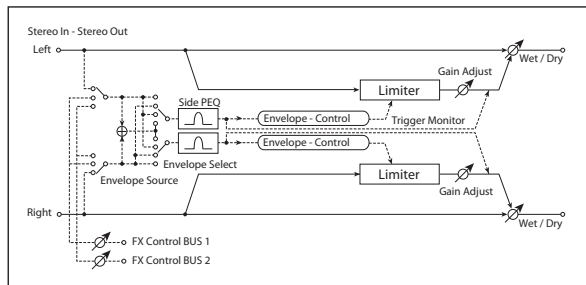 Stereo In - Stereo Out
Left
Wet / Dry
Limiter
Gain Adjust
Side PEQ
Envelope - Control
Trigger Monitor
Envelope - Control
Envelope Select
Envelope Source
Limiter
Gain Adjust
Right
Wet / Dry
FX Control BUS 1
FX Control BUS 2